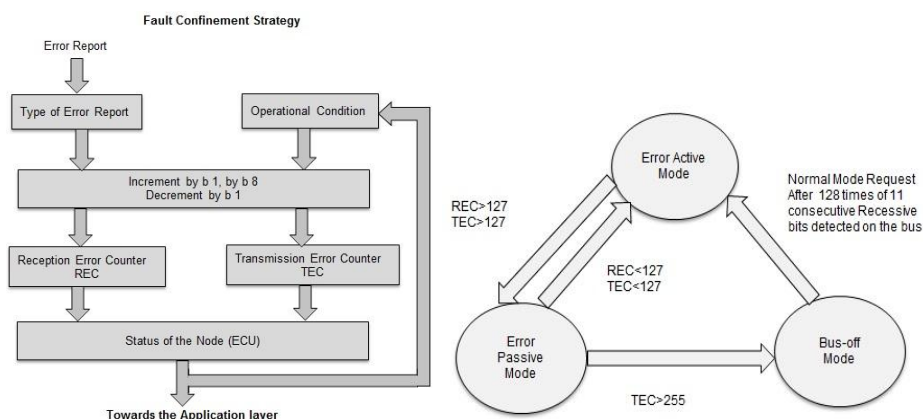 Fault Confinement Strategy
Error Report
Type of Error Report
Operational Condition
Increment by b 1, by b 8
Decrement by b 1
Reception Error Counter
REC
Transmission Error Counter
TEC
Status of the Node (ECU)
Towards the Application layer
Error Active
Mode
REC>127
TEC>127
REC<127
TEC<127
Normal Mode Request
After 128 times of 11
consecutive Recessive
bits detected on the bus
Error
Passive
Mode
Bus-off
Mode
TEC>255